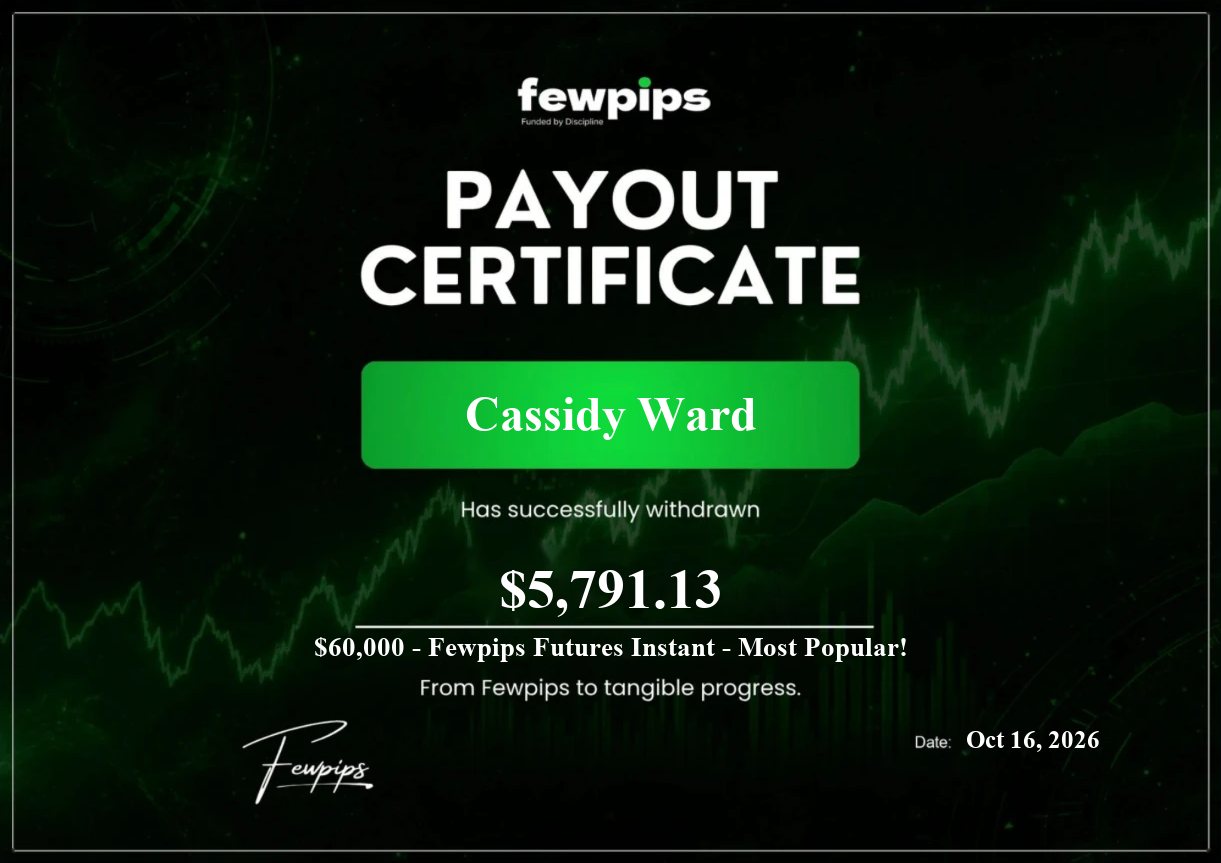 fewpips
Funded by Discipline
PAYOUT
CERTIFICATE
Cassidy Ward
Has successfully withdrawn
$5,791.13
$60,000 - Fewpips Futures Instant - Most Popular!
From Fewpips to tangible progress.
Fewpips
Date: Oct 16, 2026